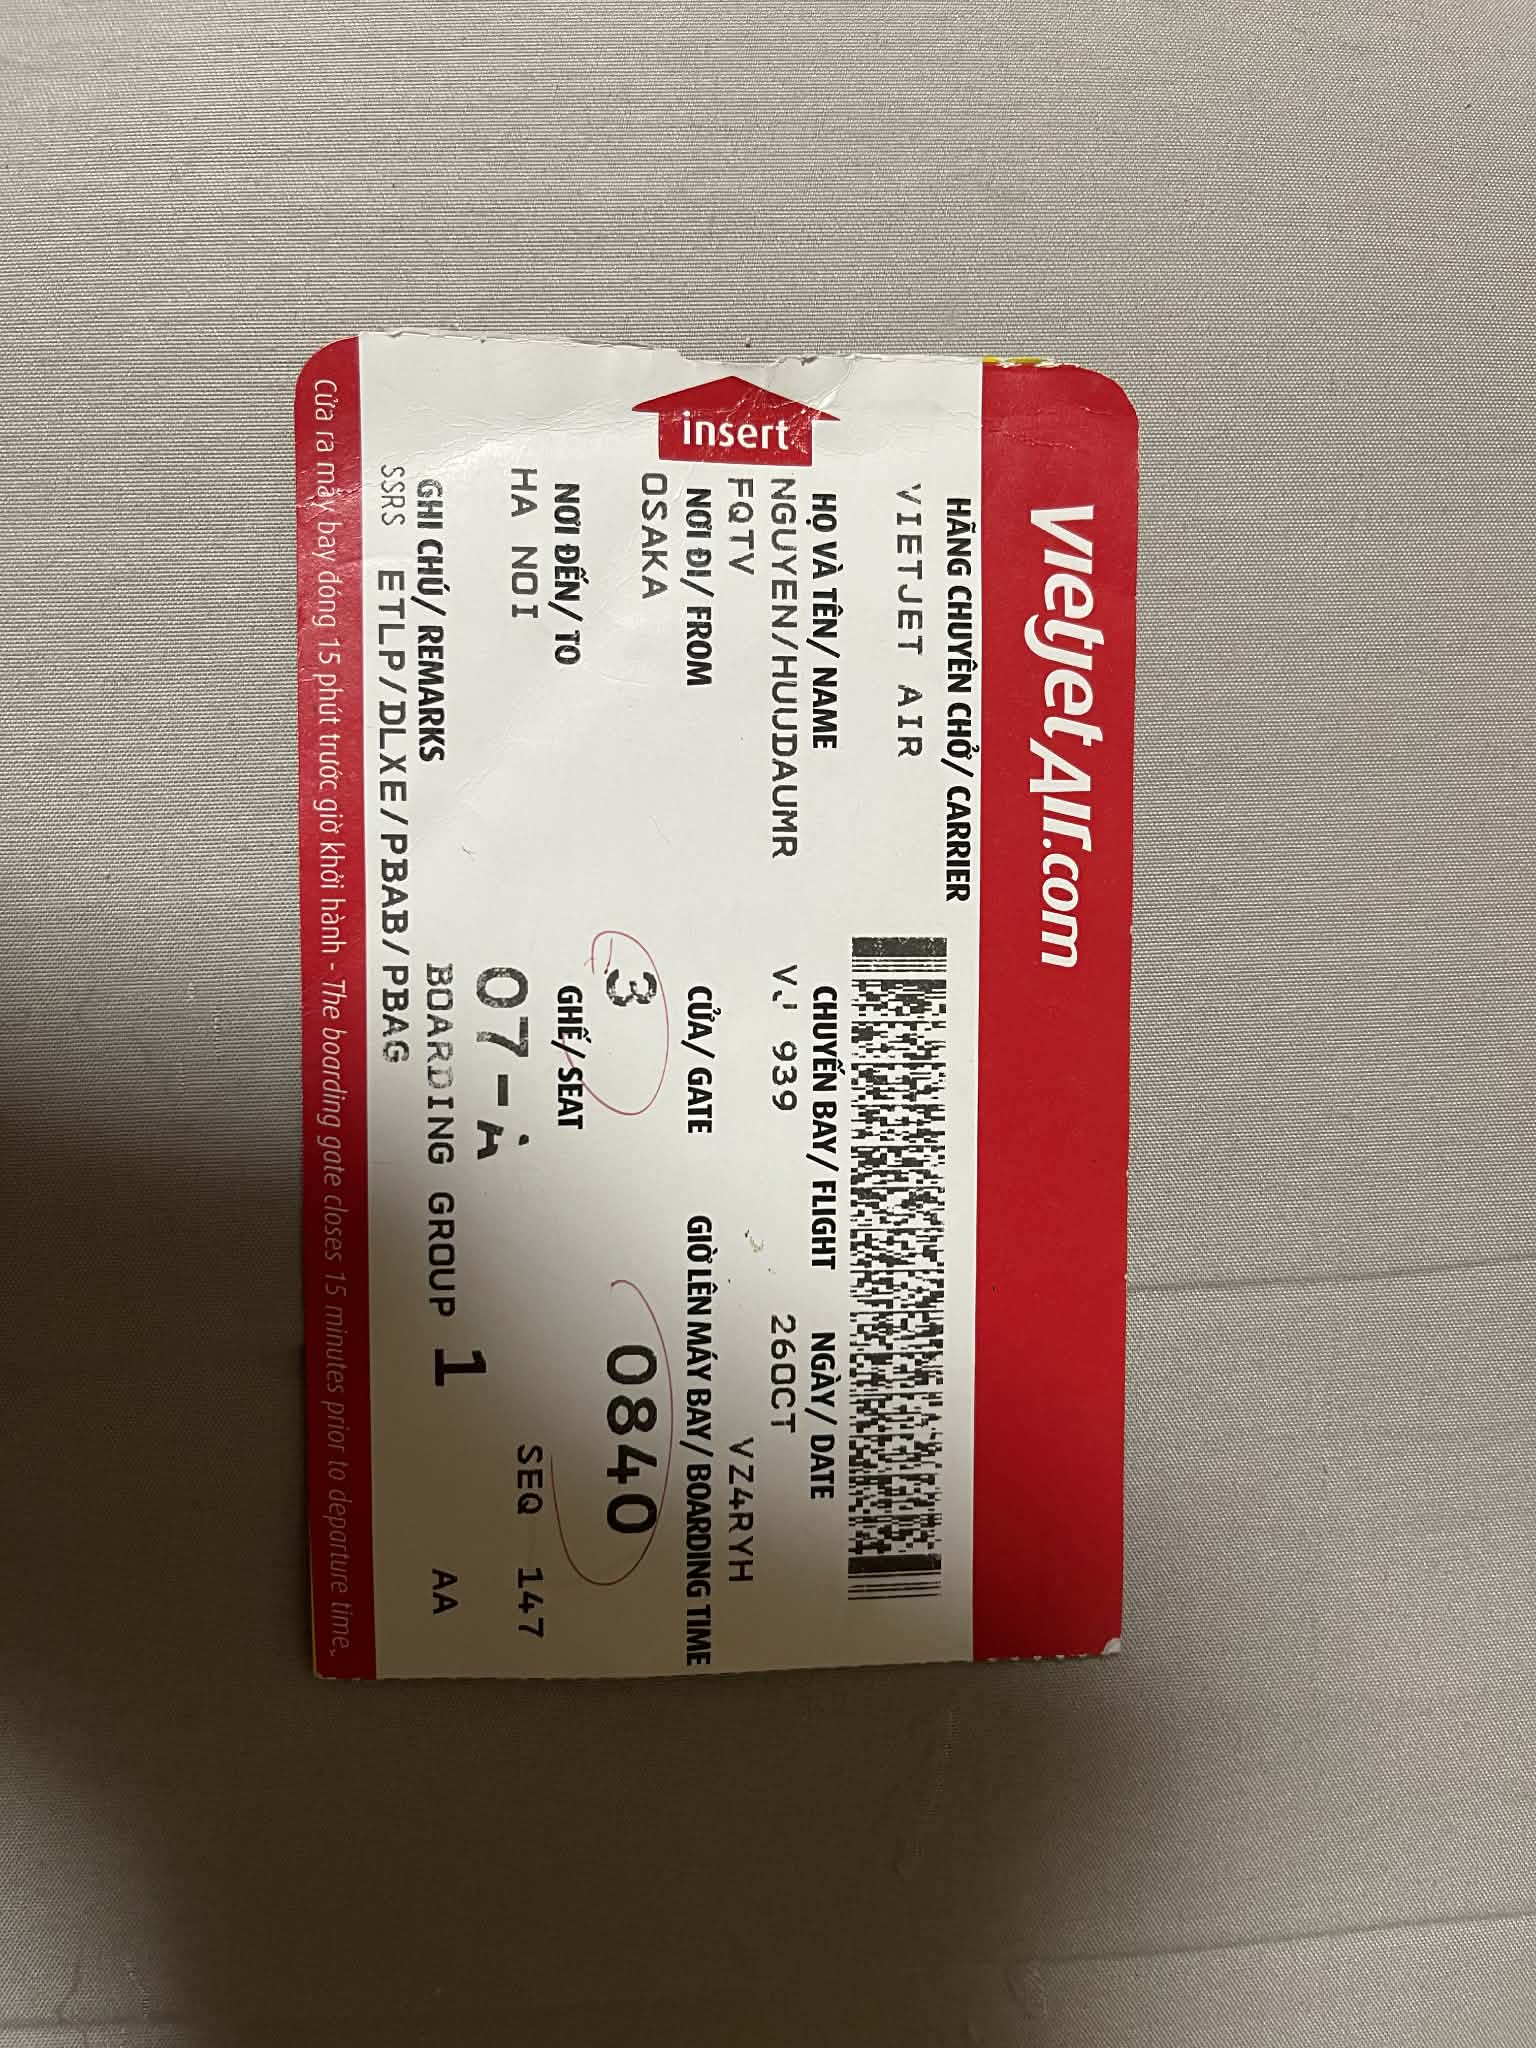 vietjetAir.com
HÃNG CHUYÊN CHỞ/ CARRIER
VIETJET AIR
HỌ VÀ TÊN/ NAME CHUYẾN BAY/ FLIGHT NGÀY/ DATE
NGUYEN/HUUDAUMR VJ 939 26OCT
FQTV VZ4RYH
insert
NƠI ĐI/ FROM CỬA/ GATE GIỜ LÊN MÁY BAY/ BOARDING TIME
OSAKA 3 0840
NƠI ĐẾN/ TO GHẾ/ SEAT
HA NOI 07-A SEQ 147
GHI CHÚ/ REMARKS BOARDING GROUP 1 AA
SSRS ETLP/DLXE/PBAB/PBAG
Cửa ra máy bay đóng 15 phút trước giờ khởi hành - The boarding gate closes 15 minutes prior to departure time.